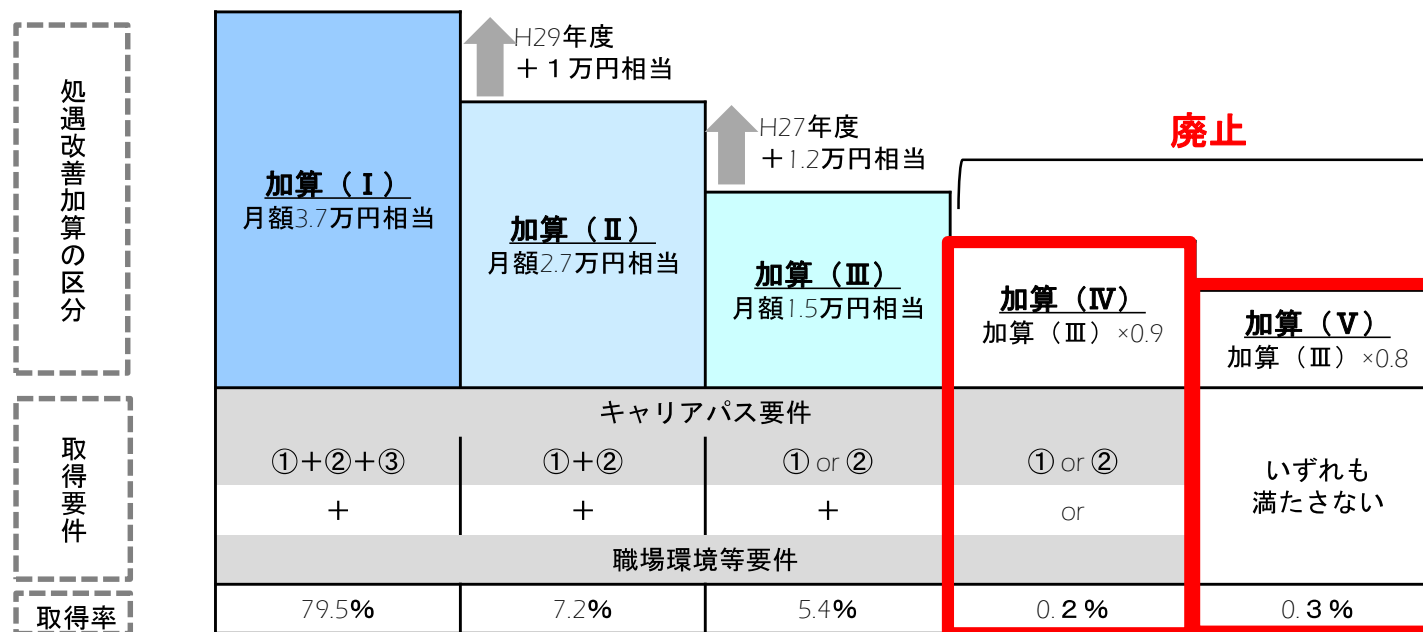 処遇改善加算の区分
加算（Ⅰ）
月額3.7万円相当
H29年度
＋１万円相当
加算（Ⅱ）
月額2.7万円相当
H27年度
＋1.2万円相当
加算（Ⅲ）
月額1.5万円相当
廃止
加算（Ⅳ）
加算（Ⅲ）×0.9
加算（Ⅴ）
加算（Ⅲ）×0.8
取得要件
キャリアパス要件
①＋②＋③
①＋②
① or ②
① or ②
＋
＋
＋
or
職場環境等要件
いずれも
満たさない
取得率
79.5%
7.2%
5.4%
0.２%
0.３%